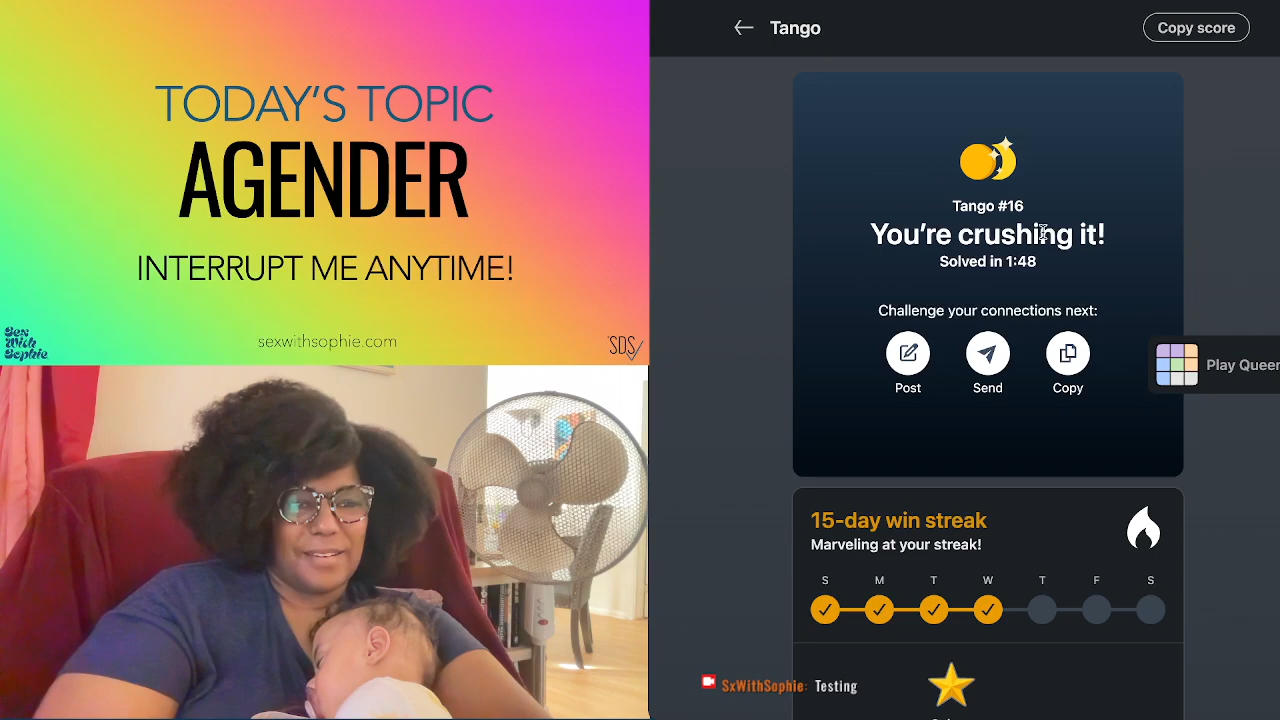 TODAY'S TOPIC
AGENDER
INTERRUPT ME ANYTIME!
Sex
With
Sophie
sexwithsophie.com
SDS
Tango
Copy score
Tango #16
You're crushing it!
Solved in 1:48
Challenge your connections next:
Post
Send
Copy
Play Queen
15-day win streak
Marveling at your streak!
S M T W T F S
SxWithSophie: Testing